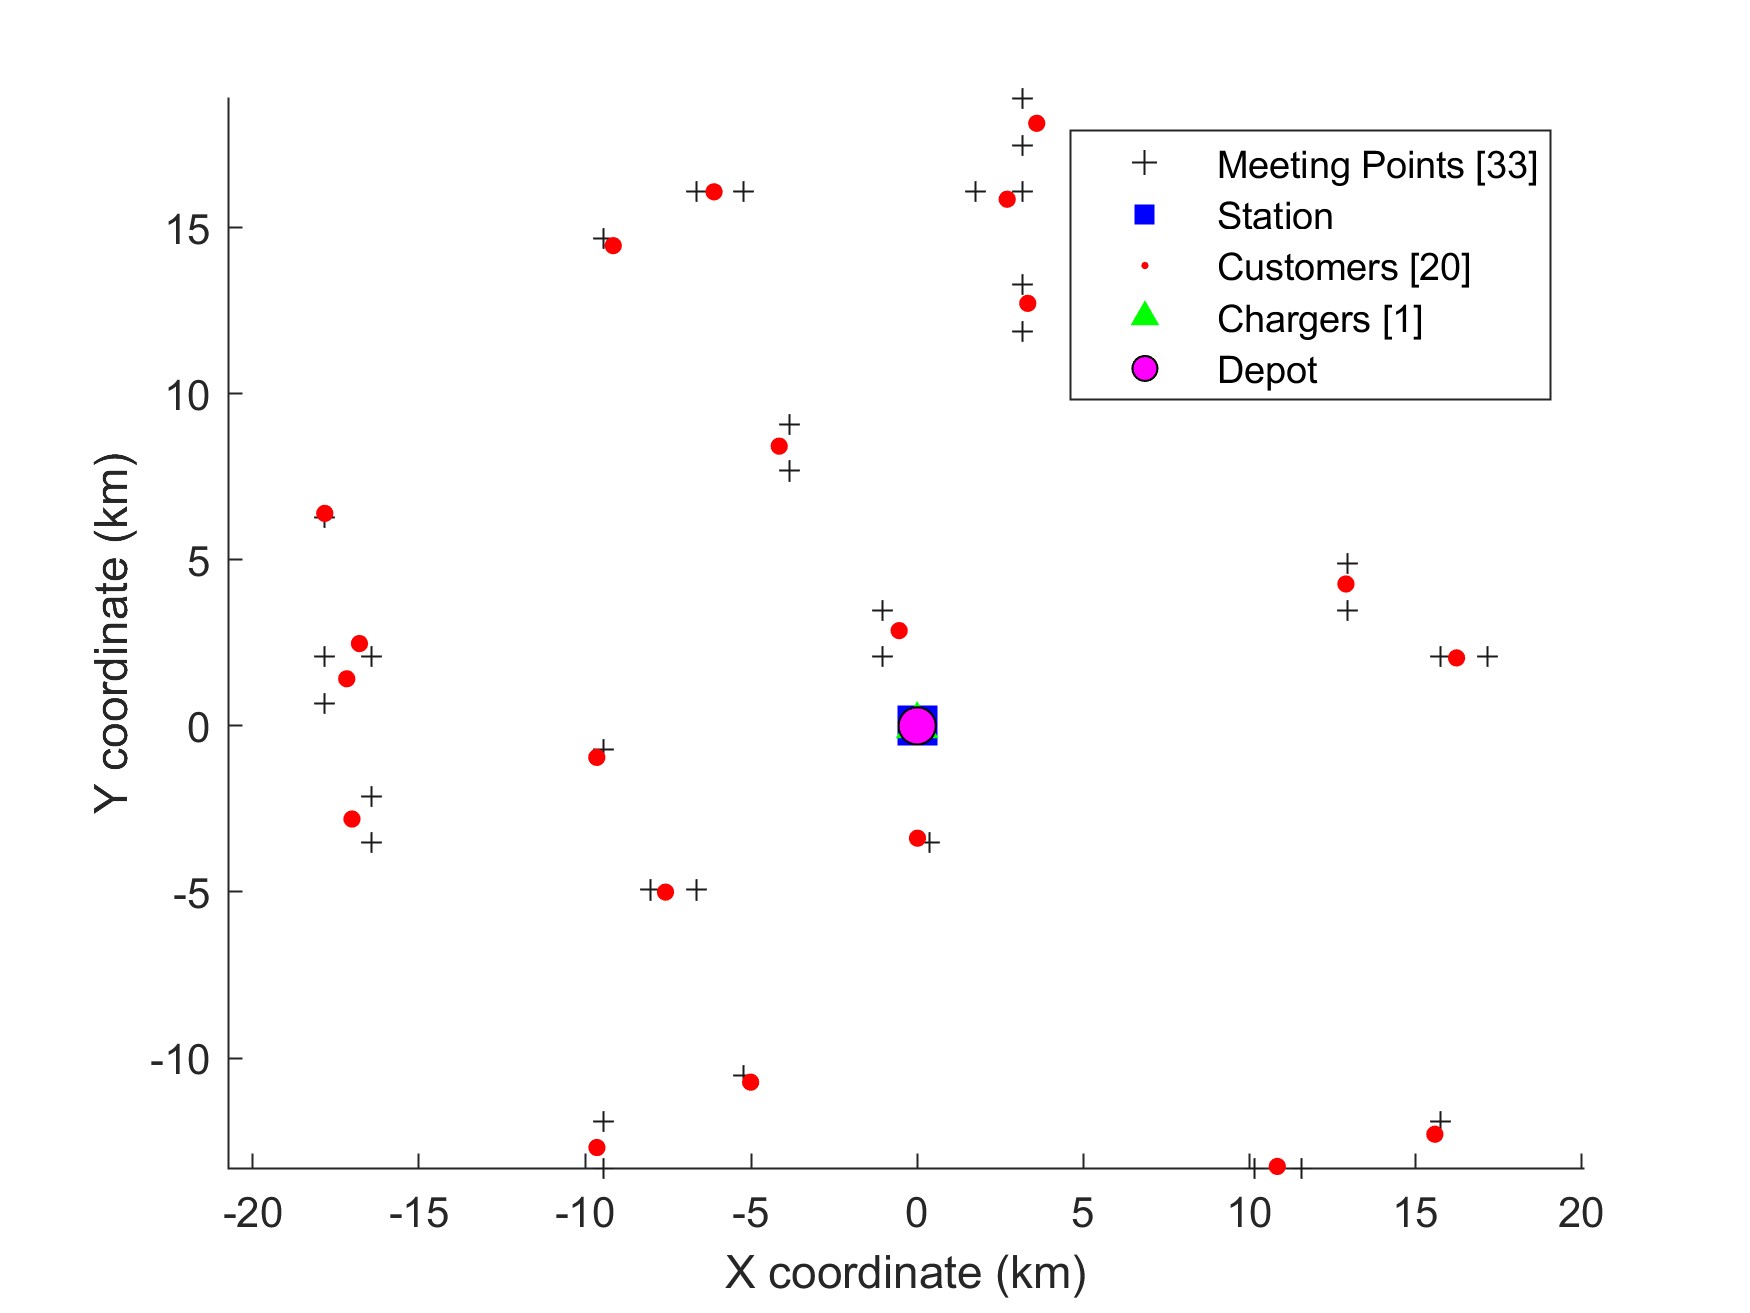 Meeting Points [33]
Station
Customers [20]
Chargers [1]
Depot
15
10
5
0
-5
-10
Y coordinate (km)
-20 -15 -10 -5 0 5 10 15 20
X coordinate (km)